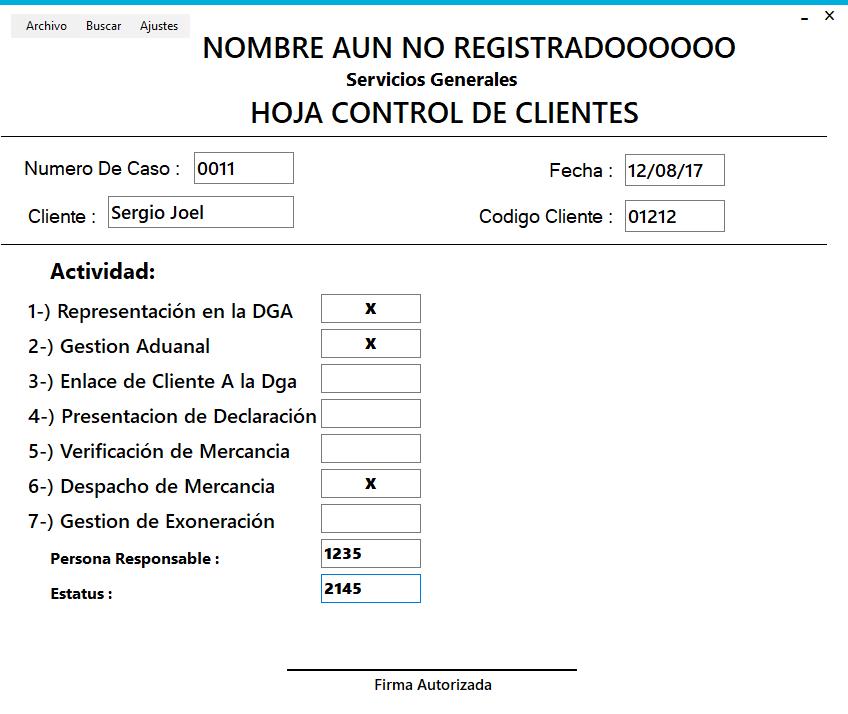 Archivo Buscar Ajustes
NOMBRE AUN NO REGISTRADOOOOOO
Servicios Generales
HOJA CONTROL DE CLIENTES
Numero De Caso : 0011 Fecha : 12/08/17
Cliente : Sergio Joel Codigo Cliente : 01212
Actividad:
1-) Representación en la DGA X
2-) Gestion Aduanal X
3-) Enlace de Cliente A la Dga
4-) Presentacion de Declaración
5-) Verificación de Mercancia
6-) Despacho de Mercancia X
7-) Gestion de Exoneración
Persona Responsable : 1235
Estatus : 2145
Firma Autorizada